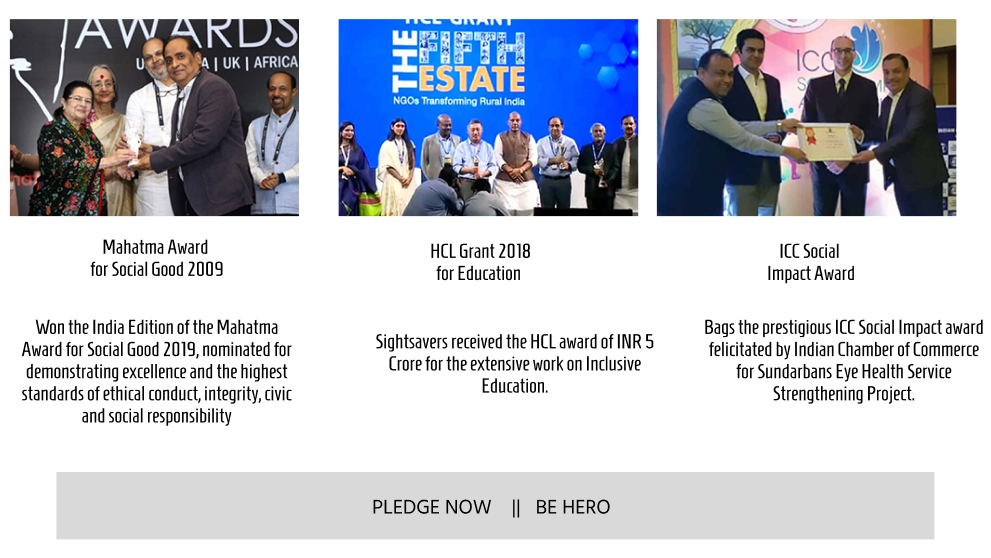 AWARDS
UK | AFRICA
HCL GRANT
THE
FIFTH
ESTATE
NGOs Transforming Rural India
ICC
Mahatma Award
for Social Good 2009
HCL Grant 2018
for Education
ICC Social
Impact Award
Won the India Edition of the Mahatma
Award for Social Good 2019, nominated for
demonstrating excellence and the highest
standards of ethical conduct, integrity, civic
and social responsibility
Sightsavers received the HCL award of INR 5
Crore for the extensive work on Inclusive
Education.
Bags the prestigious ICC Social Impact award
felicitated by Indian Chamber of Commerce
for Sundarbans Eye Health Service
Strengthening Project.
PLEDGE NOW || BE HERO